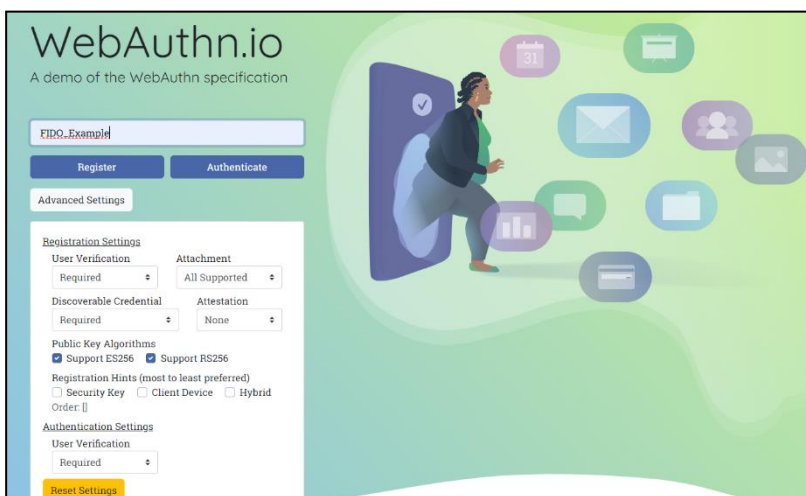 WebAuthn.io
A demo of the WebAuthn specification
FIDO_Example
Register Authenticate
Advanced Settings
Registration Settings
User Verification Attachment
Required All Supported
Discoverable Credential Attestation
Required None
Public Key Algorithms
Support ES256 Support RS256
Registration Hints (most to least preferred)
Security Key Client Device Hybrid
Order: []
Authentication Settings
User Verification
Required
Reset Settings
31